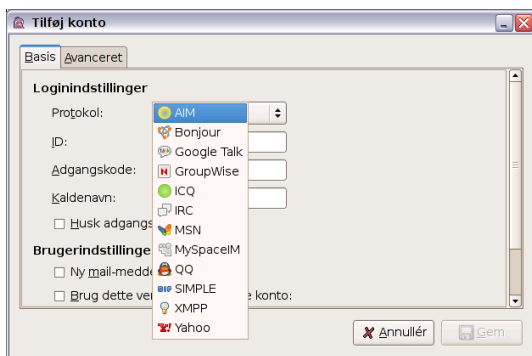 Tilføj konto
Basis Avanceret
Loginindstillinger
Protokol: AIM
Bonjour
ID:
Google Talk
Adgangskode: GroupWise
ICQ
Kaldenavn:
IRC
Husk adgangs
MSN
Brugerindstillinge
MySpaceIM
Ny mail-medde
QQ
Brug dette ve SIMPLE e konto:
XMPP
Yahoo
Annullér Gem